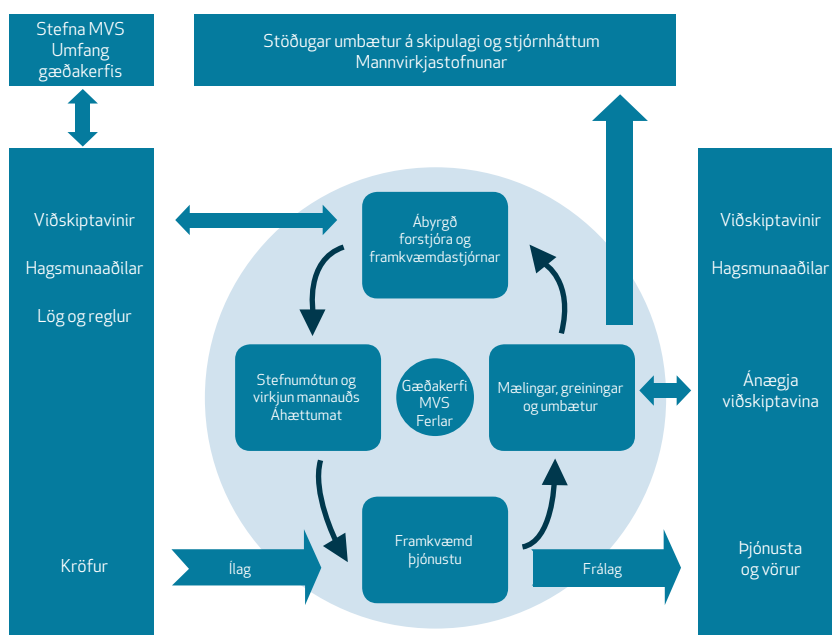 Stefna MVS
Umfang
gæðakerfis
Stöðugar umbætur á skipulagi og stjórnháttum
Mannvirkjastofnunar
Viðskiptavinir
Hagsmunaaðilar
Lög og reglur
Kröfur
Ílag
Ábyrgð
forstjóra og
framkvæmdastjórnar
Stefnumótun og
virkjun mannauðs
Áhættumat
Gæðakerfi
MVS
Ferlar
Mælingar, greiningar
og umbætur
Framkvæmd
þjónustu
Frálag
Viðskiptavinir
Hagsmunaaðilar
Ánægja
viðskiptavina
Þjónusta
og vörur